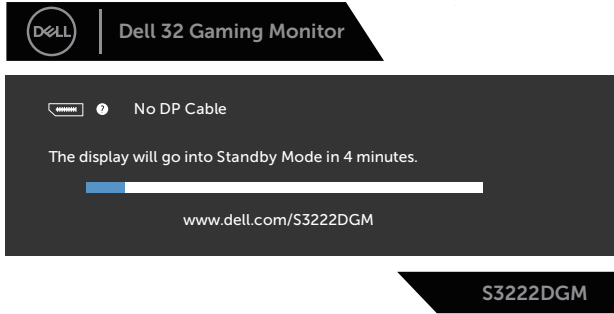 DELL
Dell 32 Gaming Monitor
? No DP Cable
The display will go into Standby Mode in 4 minutes.
www.dell.com/S3222DGM
S3222DGM